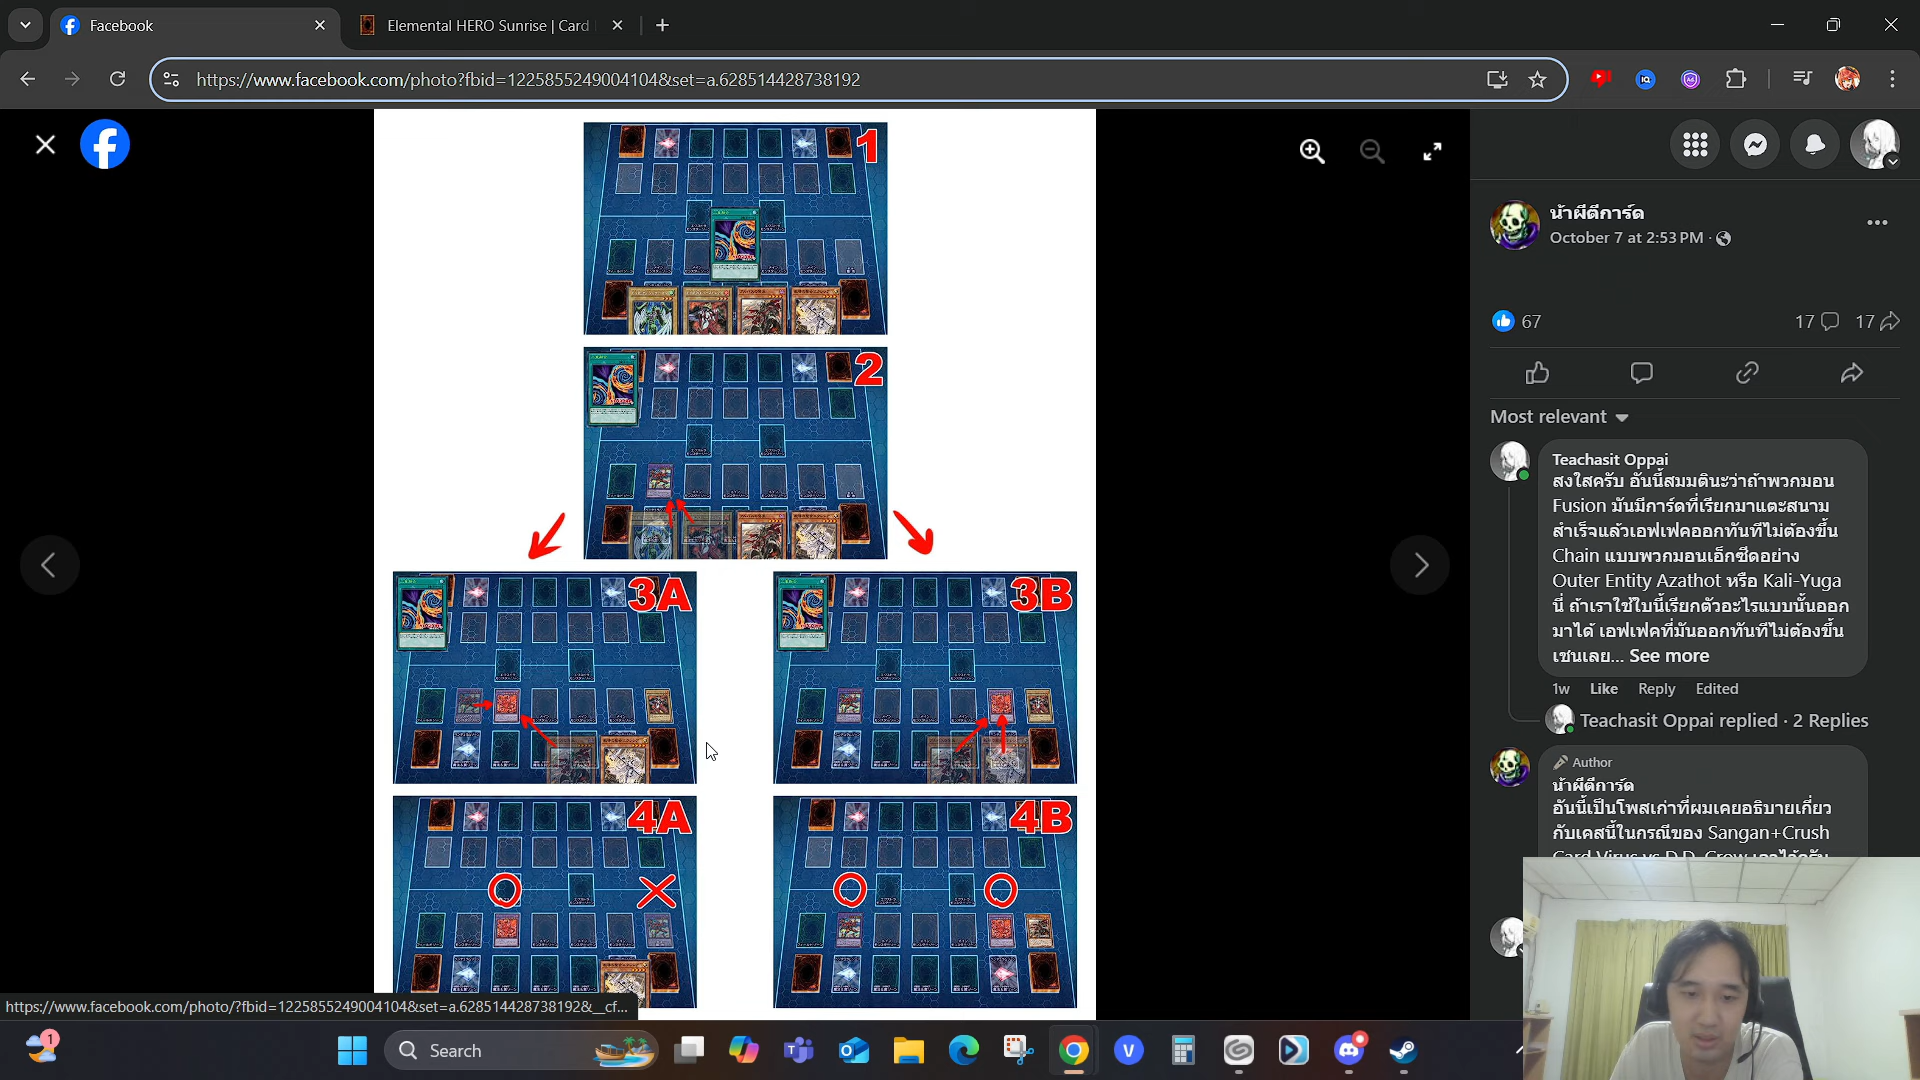 Facebook
Elemental HERO Sunrise | Card
https://www.facebook.com/photo?fbid=1225855249004104&set=a.628514428738192
1
2
3A
3B
4A
4B
น้าผีตีการ์ด
October 7 at 2:53 PM ·
67
17
17
Most relevant
Teachasit Oppai
สงใสครับ อันนี้สมมตินะว่าถ้าพวกมอน
Fusion มันมีการ์ดที่เรียกมาแตะสนาม
สำเร็จแล้วเอฟเฟคออกทันทีไม่ต้องขึ้น
Chain แบบพวกมอนเอ็กซีดอย่าง
Outer Entity Azathot หรือ Kali-Yuga
นี่ ถ้าเราใช้ใบนี้เรียกตัวอะไรแบบนั้นออก
มาได้ เอฟเฟคที่มันออกทันทีไม่ต้องขึ้น
เชนเลย... See more
1w Like Reply Edited
Teachasit Oppai replied · 2 Replies
Author
น้าผีตีการ์ด
อันนี้เป็นโพสเก่าที่ผมเคยอธิบายเกี่ยว
กับเคสนี้ในกรณีของ Sangan+Crush
Card Virus vs D.D. Crow
https://www.facebook.com/photo/?fbid=1225855249004104&set=a.628514428738192&__cf...
1
Search